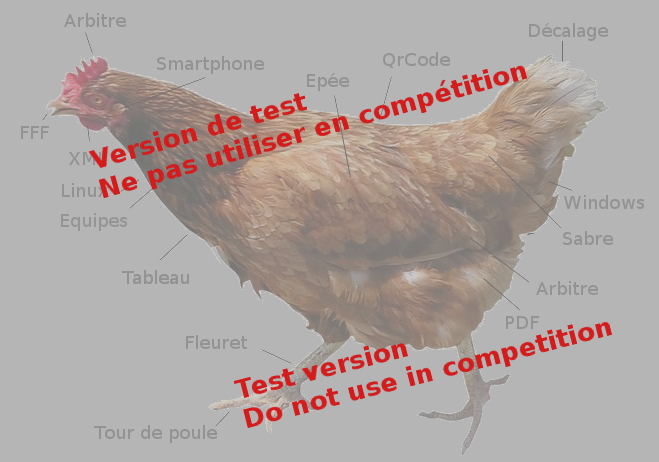 Arbitre
Décalage
Smartphone
QrCode
Epée
FFF
Version de test
Ne pas utiliser en compétition
Linux
Equipes
Windows
Sabre
Tableau
Arbitre
PDF
Fleuret
Test version
Do not use in competition
Tour de poule